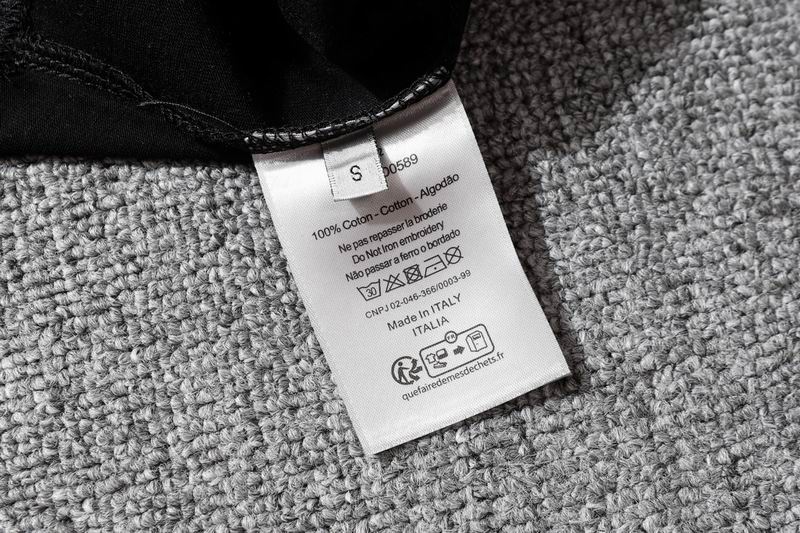 S
00589
100% Coton - Cotton - Algodão
Ne pas repasser la broderie
Do Not Iron embroidery
Não passar a ferro o bordado
30
CNPJ 02-046-366/0003-99
Made In ITALY
ITALIA
FR
quefairedemesdechets.fr